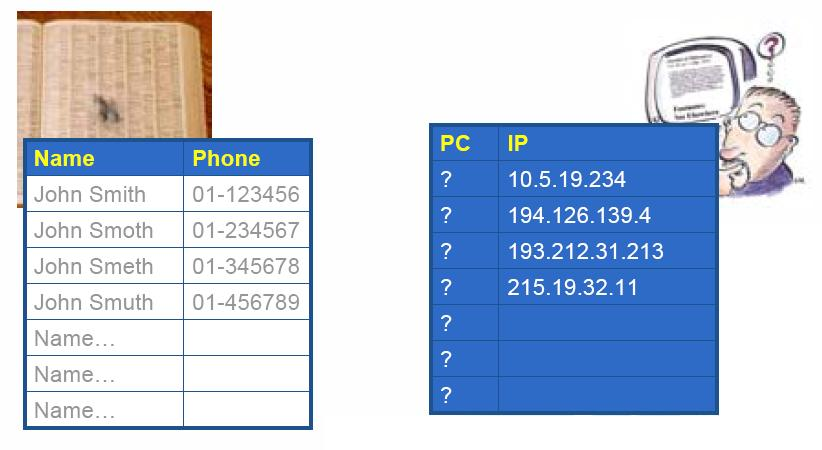 Name Phone
John Smith 01-123456
John Smoth 01-234567
John Smeth 01-345678
John Smuth 01-456789
Name…
Name…
Name…
?
PC IP
? 10.5.19.234
? 194.126.139.4
? 193.212.31.213
? 215.19.32.11
?
?
?